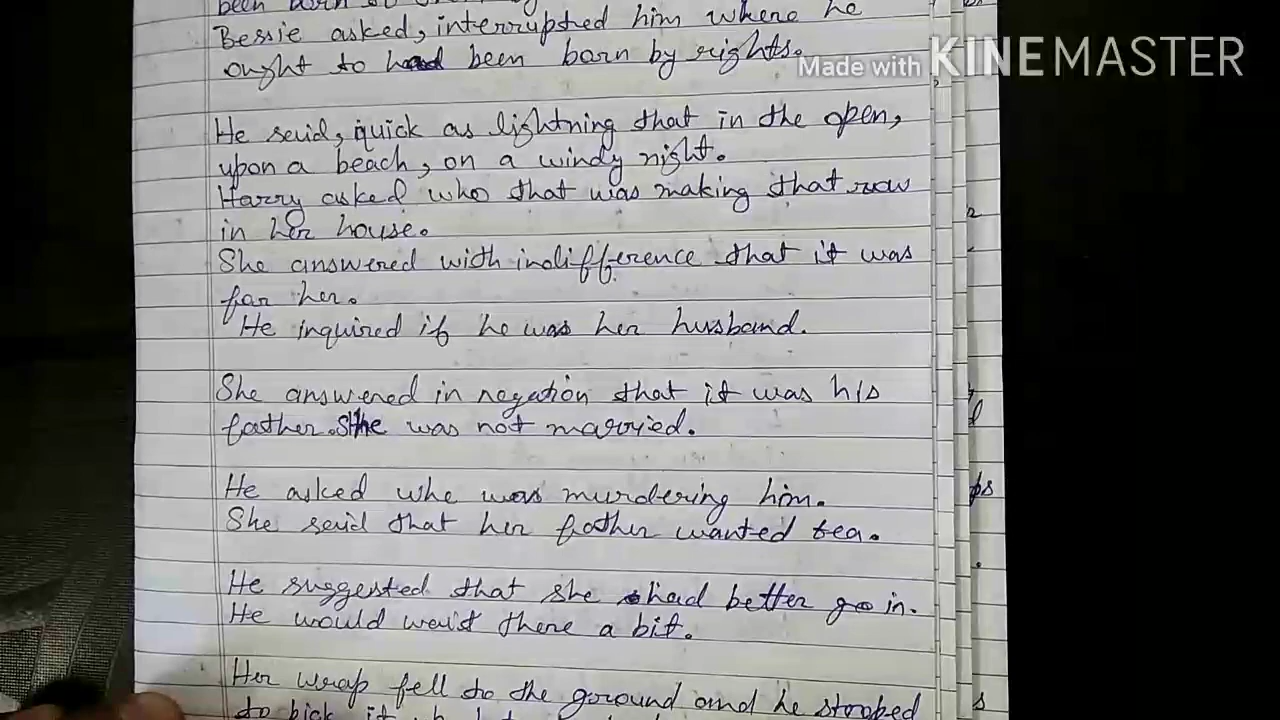 Bessie asked, interrupted him where he
ought to had been born by rights.
Made with KINEMASTER
He said, quick as lightning that in the open,
upon a beach, on a windy night.
Harry asked who that was making that row
in her house.
She answered with indifference that it was
for her.
He inquired if he was her husband.
She answered in negation that it was his
father. She was not married.
He asked who was murdering him.
She said that her father wanted tea.
He suggested that she had better go in.
He would waist there a bit.
Her wrap fell to the ground and he stooped
to pick it